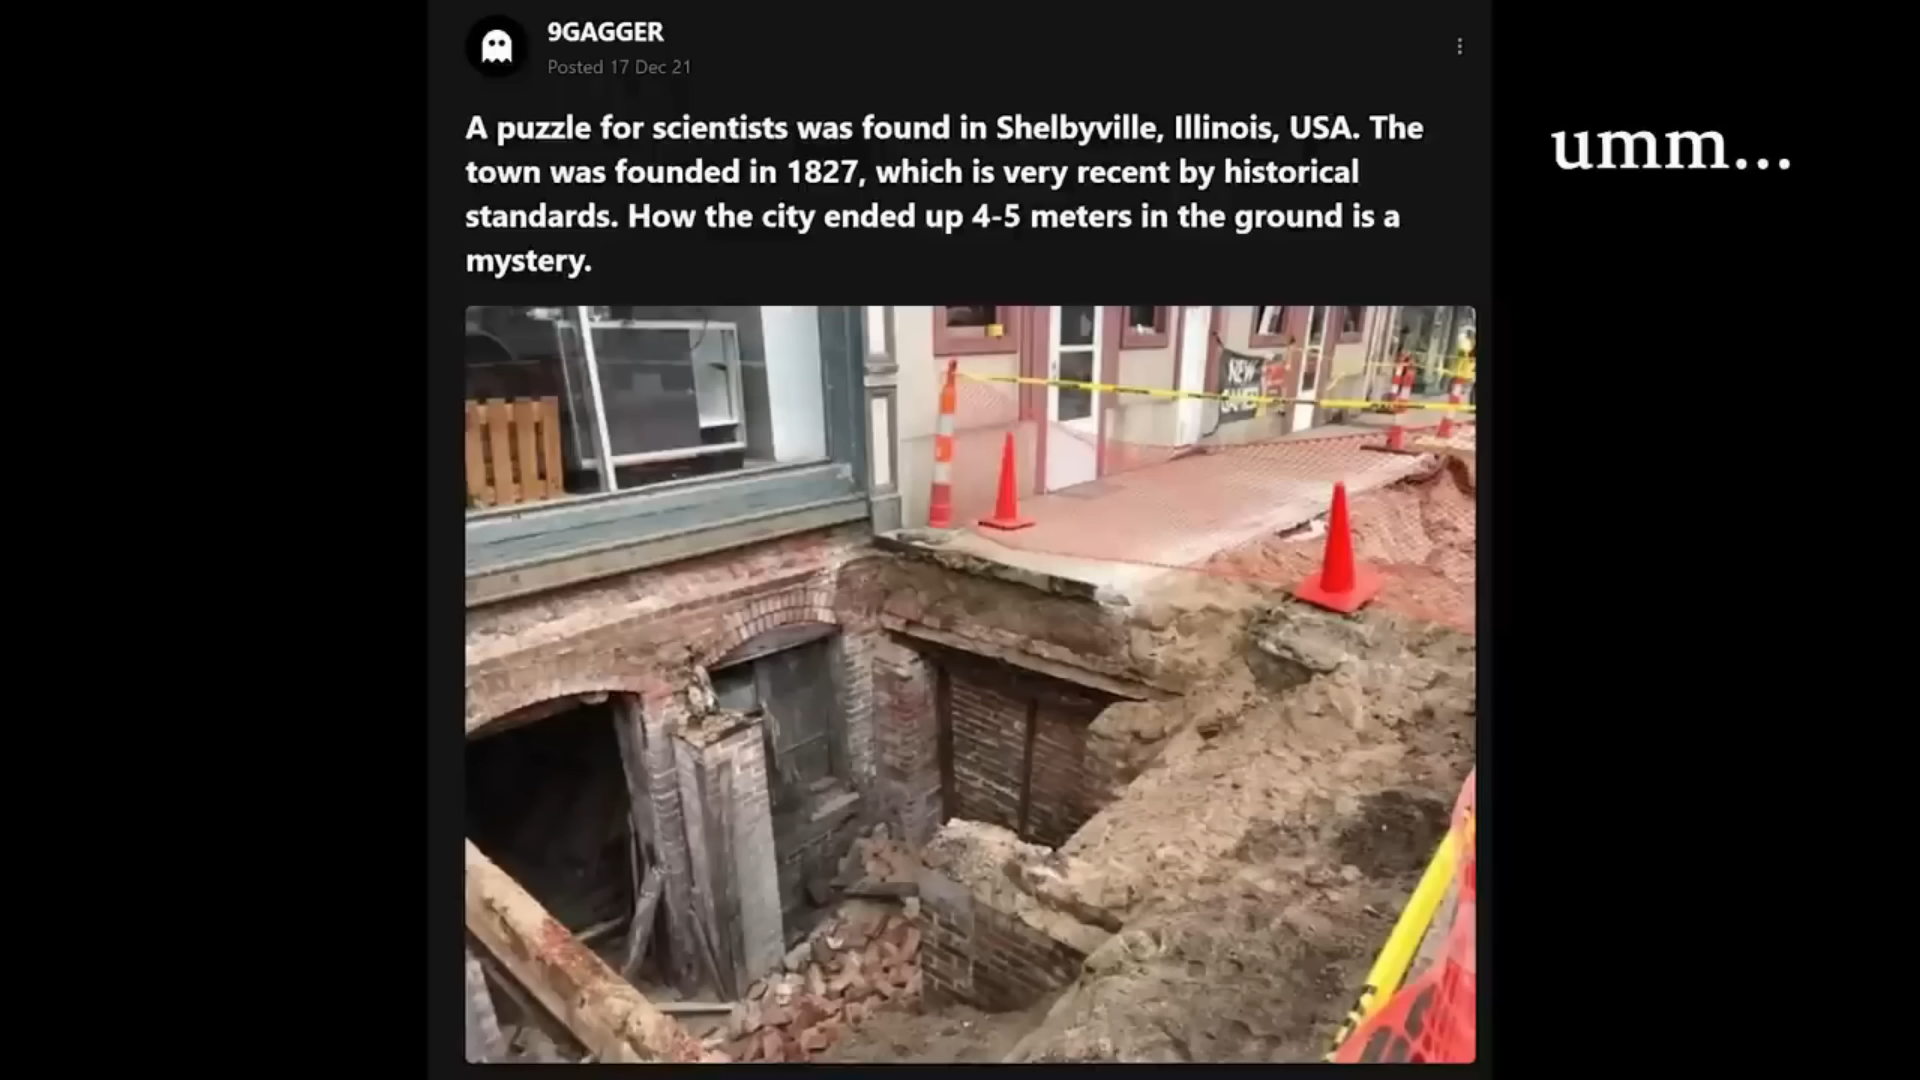 9GAGGER
Posted 17 Dec 21
umm...
A puzzle for scientists was found in Shelbyville, Illinois, USA. The
town was founded in 1827, which is very recent by historical
standards. How the city ended up 4-5 meters in the ground is a
mystery.
NEW
GAMES